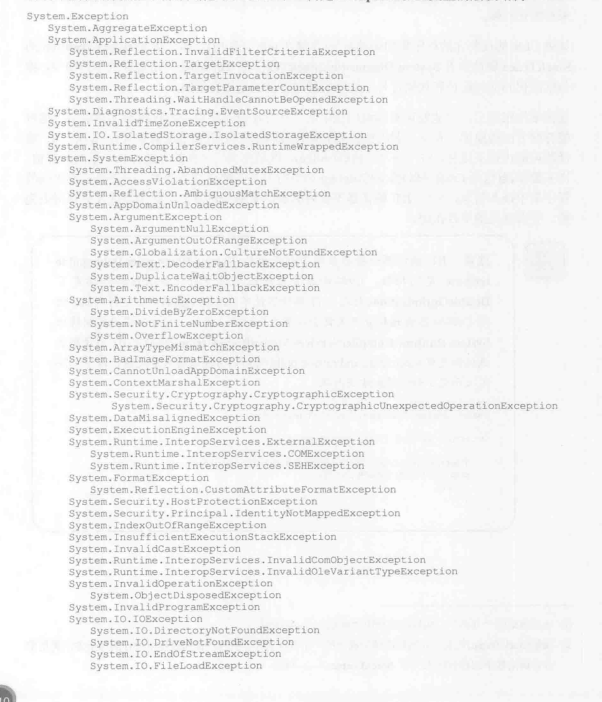 System.Exception
System.AggregateException
System.ApplicationException
System.Reflection.InvalidFilterCriteriaException
System.Reflection.TargetException
System.Reflection.TargetInvocationException
System.Reflection.TargetParameterCountException
System.Threading.WaitHandleCannotBeOpenedException
System.Diagnostics.Tracing.EventSourceException
System.InvalidTimeZoneException
System.IO.IsolatedStorage.IsolatedStorageException
System.Runtime.CompilerServices.RuntimeWrappedException
System.SystemException
System.Threading.AbandonedMutexException
System.AccessViolationException
System.Reflection.AmbiguousMatchException
System.AppDomainUnloadedException
System.ArgumentException
System.ArgumentNullException
System.ArgumentOutOfRangeException
System.Globalization.CultureNotFoundException
System.Text.DecoderFallbackException
System.DuplicateWaitObjectException
System.Text.EncoderFallbackException
System.ArithmeticException
System.DivideByZeroException
System.NotFiniteNumberException
System.OverflowException
System.ArrayTypeMismatchException
System.BadImageFormatException
System.CannotUnloadAppDomainException
System.ContextMarshalException
System.Security.Cryptography.CryptographicException
System.Security.Cryptography.CryptographicUnexpectedOperationException
System.DataMisalignedException
System.ExecutionEngineException
System.Runtime.InteropServices.ExternalException
System.Runtime.InteropServices.COMException
System.Runtime.InteropServices.SEHException
System.FormatException
System.Reflection.CustomAttributeFormatException
System.Security.HostProtectionException
System.Security.Principal.IdentityNotMappedException
System.IndexOutOfRangeException
System.InsufficientExecutionStackException
System.InvalidCastException
System.Runtime.InteropServices.InvalidComObjectException
System.Runtime.InteropServices.InvalidOleVariantTypeException
System.InvalidOperationException
System.ObjectDisposedException
System.InvalidProgramException
System.IO.IOException
System.IO.DirectoryNotFoundException
System.IO.DriveNotFoundException
System.IO.EndOfStreamException
System.IO.FileLoadException